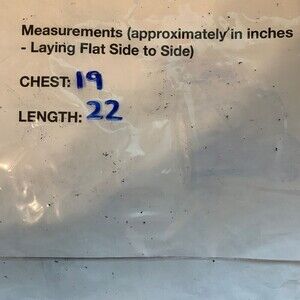 Measurements (approximately in inches
- Laying Flat Side to Side)
CHEST: 19
LENGTH: 22